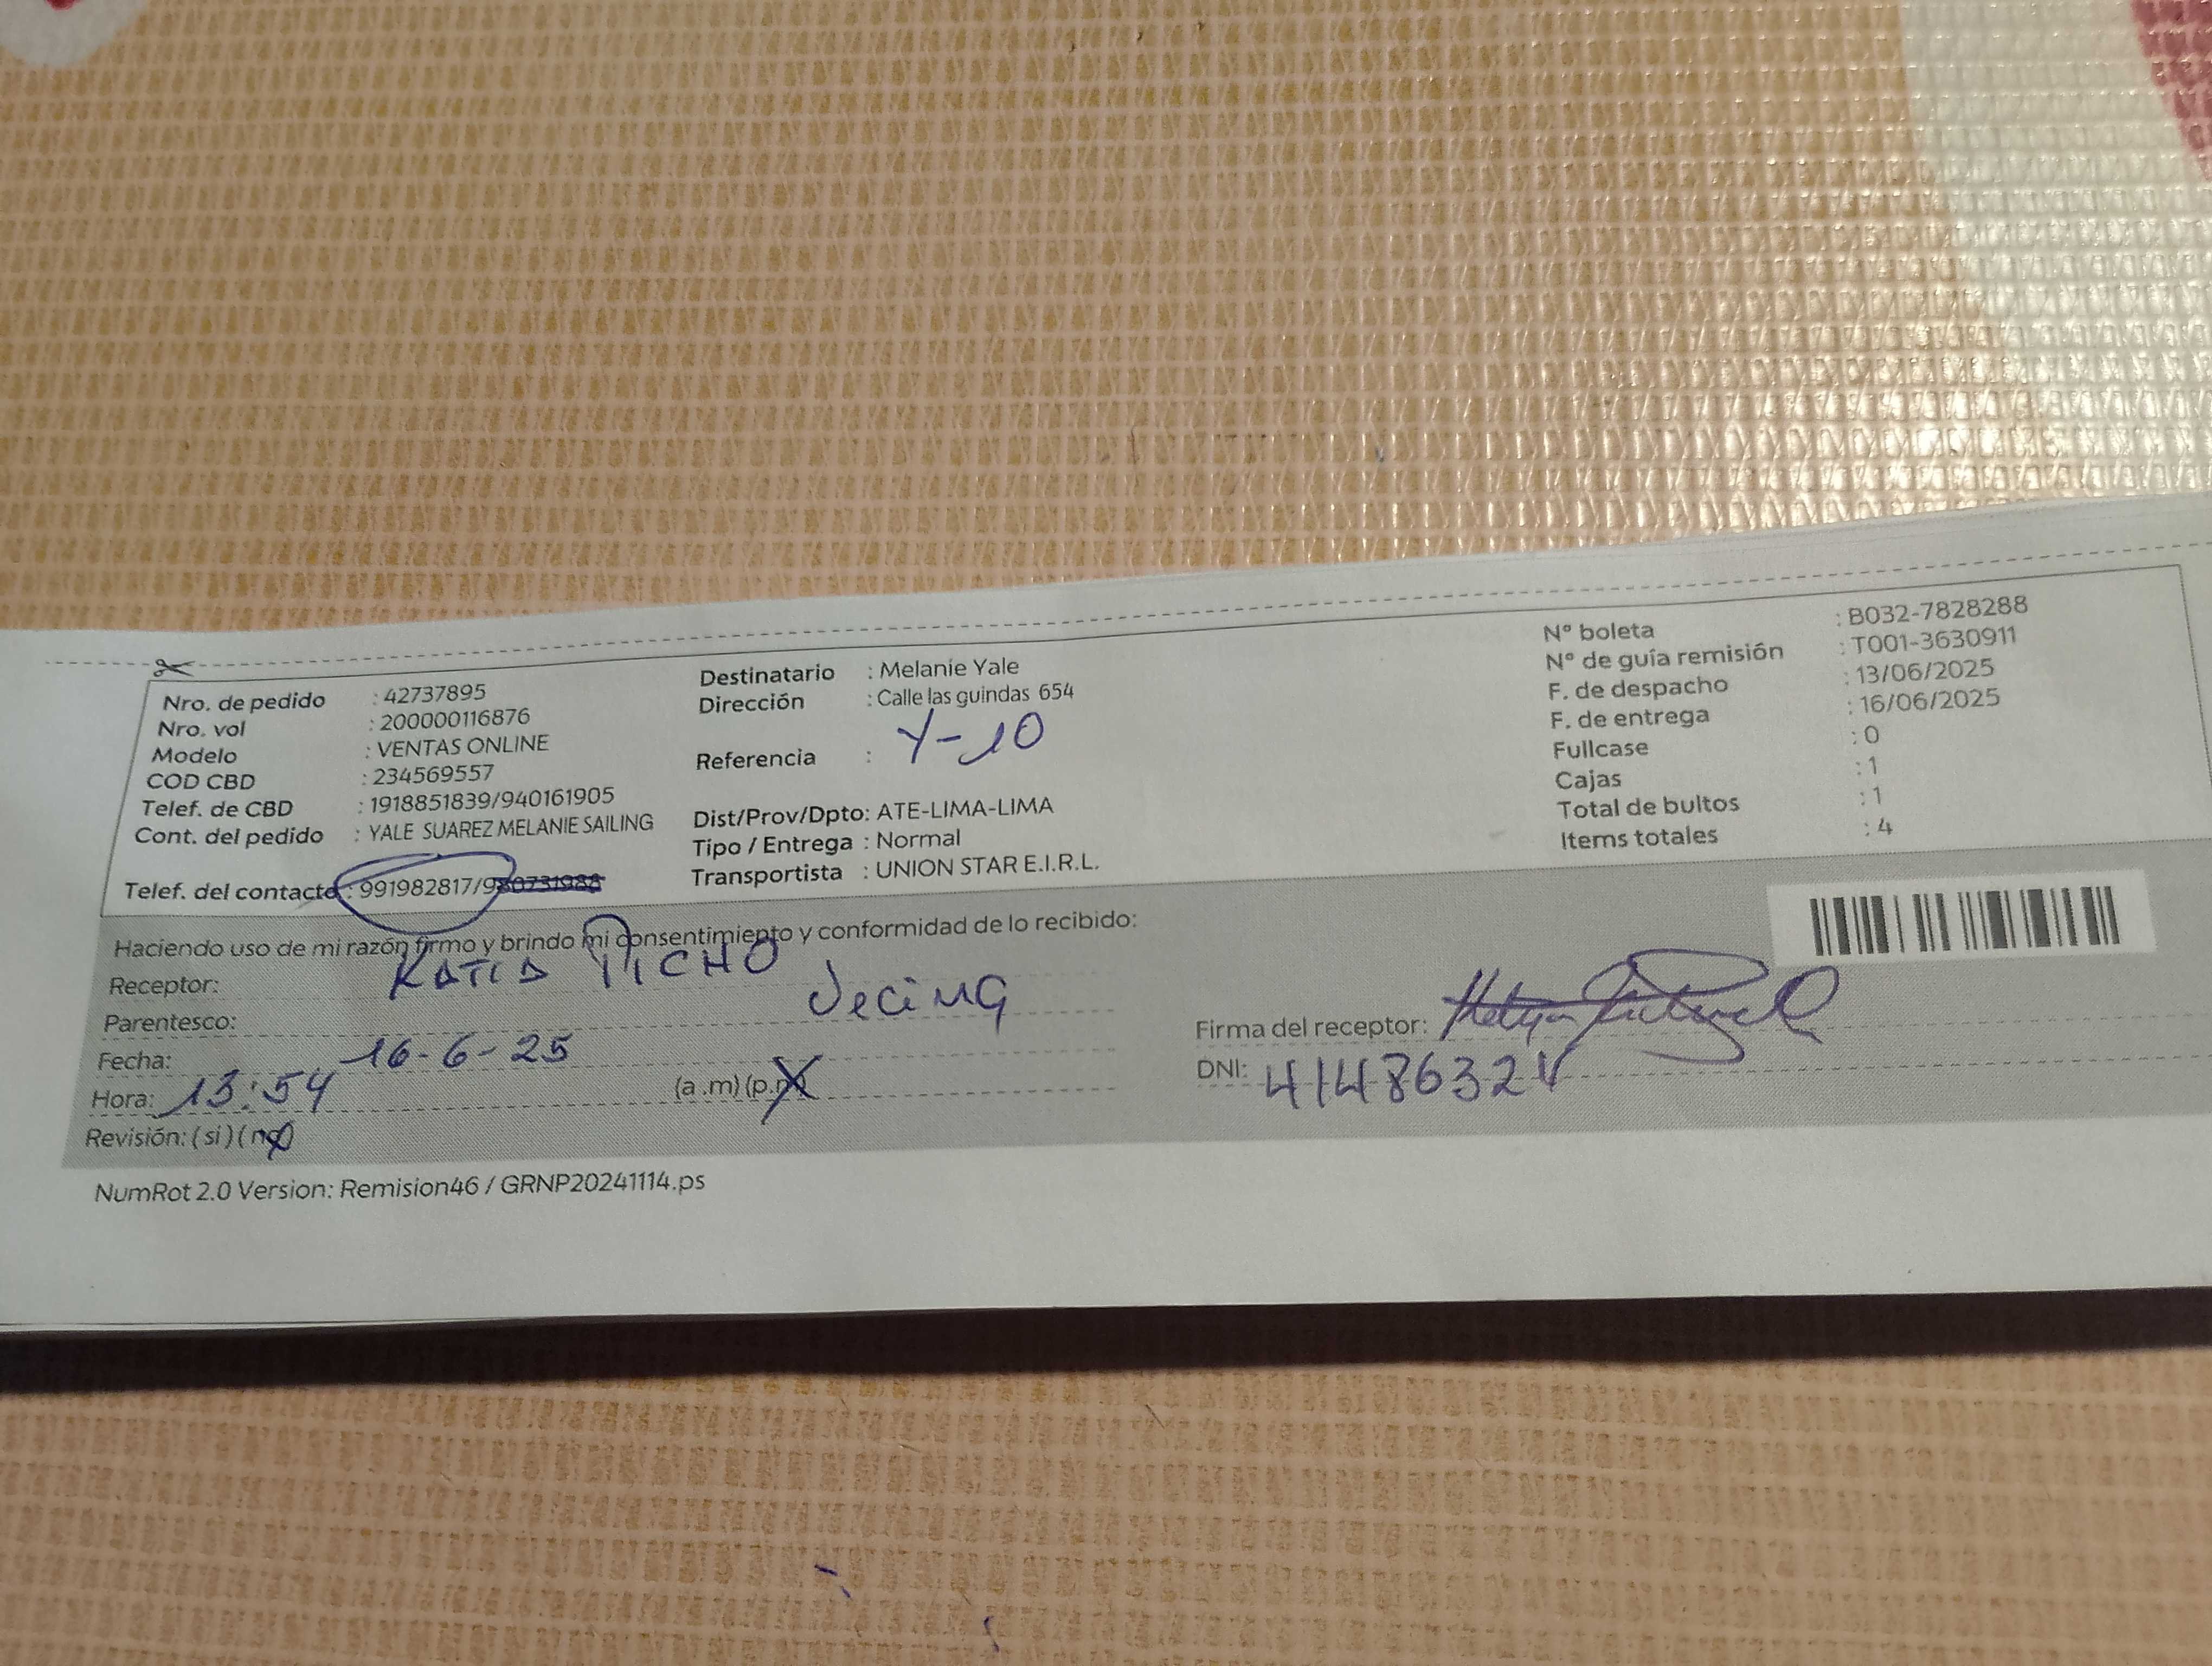 Nro. de pedido : 42737895
Nro. vol : 200000116876
Modelo : VENTAS ONLINE
COD CBD : 234569557
Telef. de CBD : 1918851839/940161905
Cont. del pedido : YALE SUAREZ MELANIE SAILING
Telef. del contacto : 991982817/980731988
Destinatario : Melanie Yale
Dirección : Calle las guindas 654
Y-10
Referencia :
Dist/Prov/Dpto: ATE-LIMA-LIMA
Tipo / Entrega : Normal
Transportista : UNION STAR E.I.R.L.
N° boleta : B032-7828288
N° de guía remisión : T001-3630911
F. de despacho : 13/06/2025
F. de entrega : 16/06/2025
Fullcase : 0
Cajas : 1
Total de bultos : 1
Items totales : 4
Haciendo uso de mi razón firmo y brindo mi consentimiento y conformidad de lo recibido:
Receptor: KATIA PICHO
Parentesco: Vecina
Fecha: 16-6-25
Hora: 13:54 (a.m) (p.m)
Revisión: (si) (no)
Firma del receptor:
DNI: 4148632
NumRot 2.0 Version: Remision46 / GRNP20241114.ps